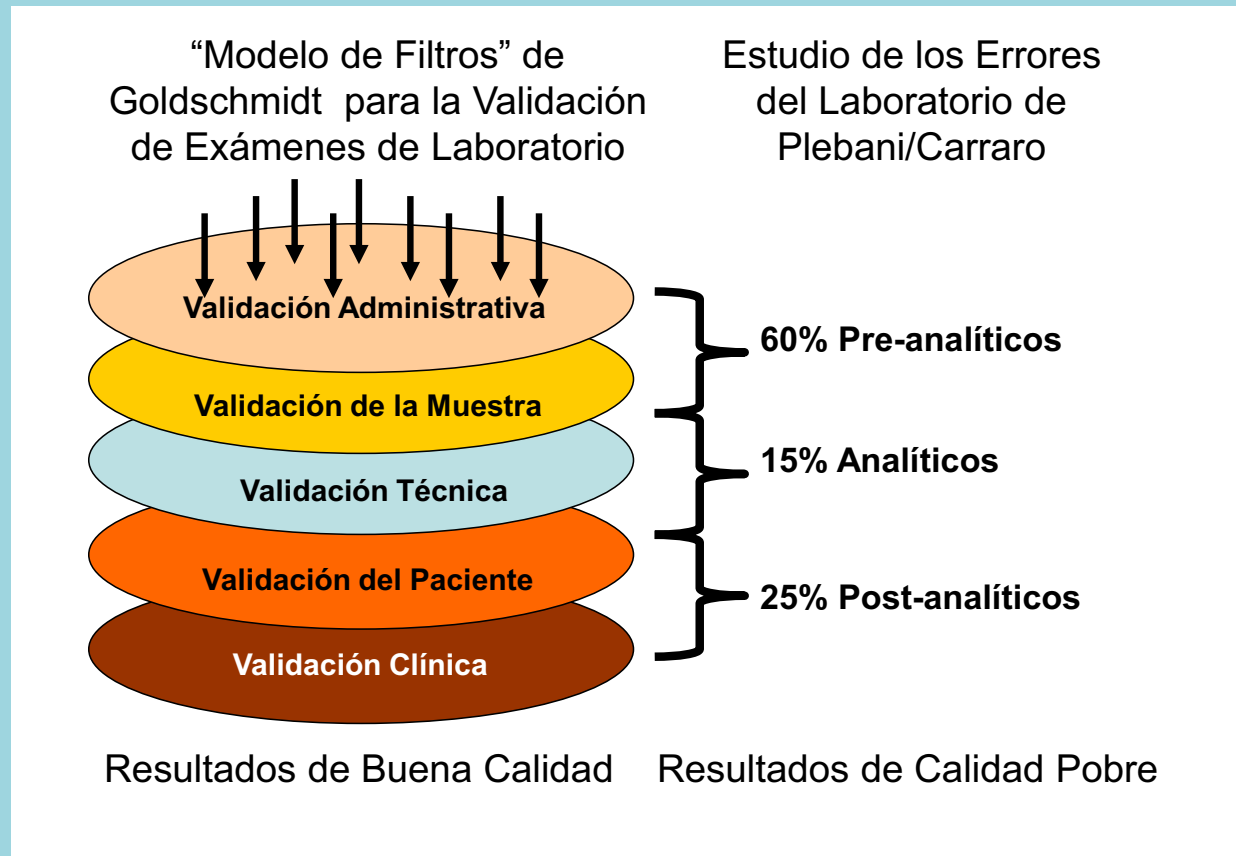 “Modelo de Filtros” de
Goldschmidt para la Validación
de Exámenes de Laboratorio
Estudio de los Errores
del Laboratorio de
Plebani/Carraro
Validación Administrativa
Validación de la Muestra
Validación Técnica
Validación del Paciente
Validación Clínica
60% Pre-analíticos
15% Analíticos
25% Post-analíticos
Resultados de Buena Calidad
Resultados de Calidad Pobre